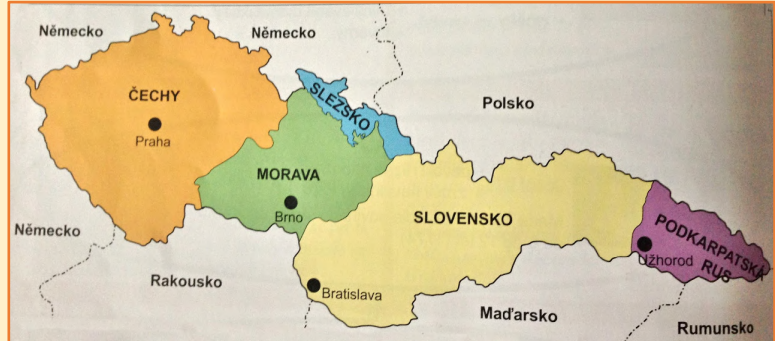 Německo
Německo
ČECHY
SLEZSKO
Polsko
Praha
MORAVA
Brno
SLOVENSKO
PODKARPATSKÁ
RUS
Německo
Užhorod
Rakousko
Bratislava
Maďarsko
Rumunsko